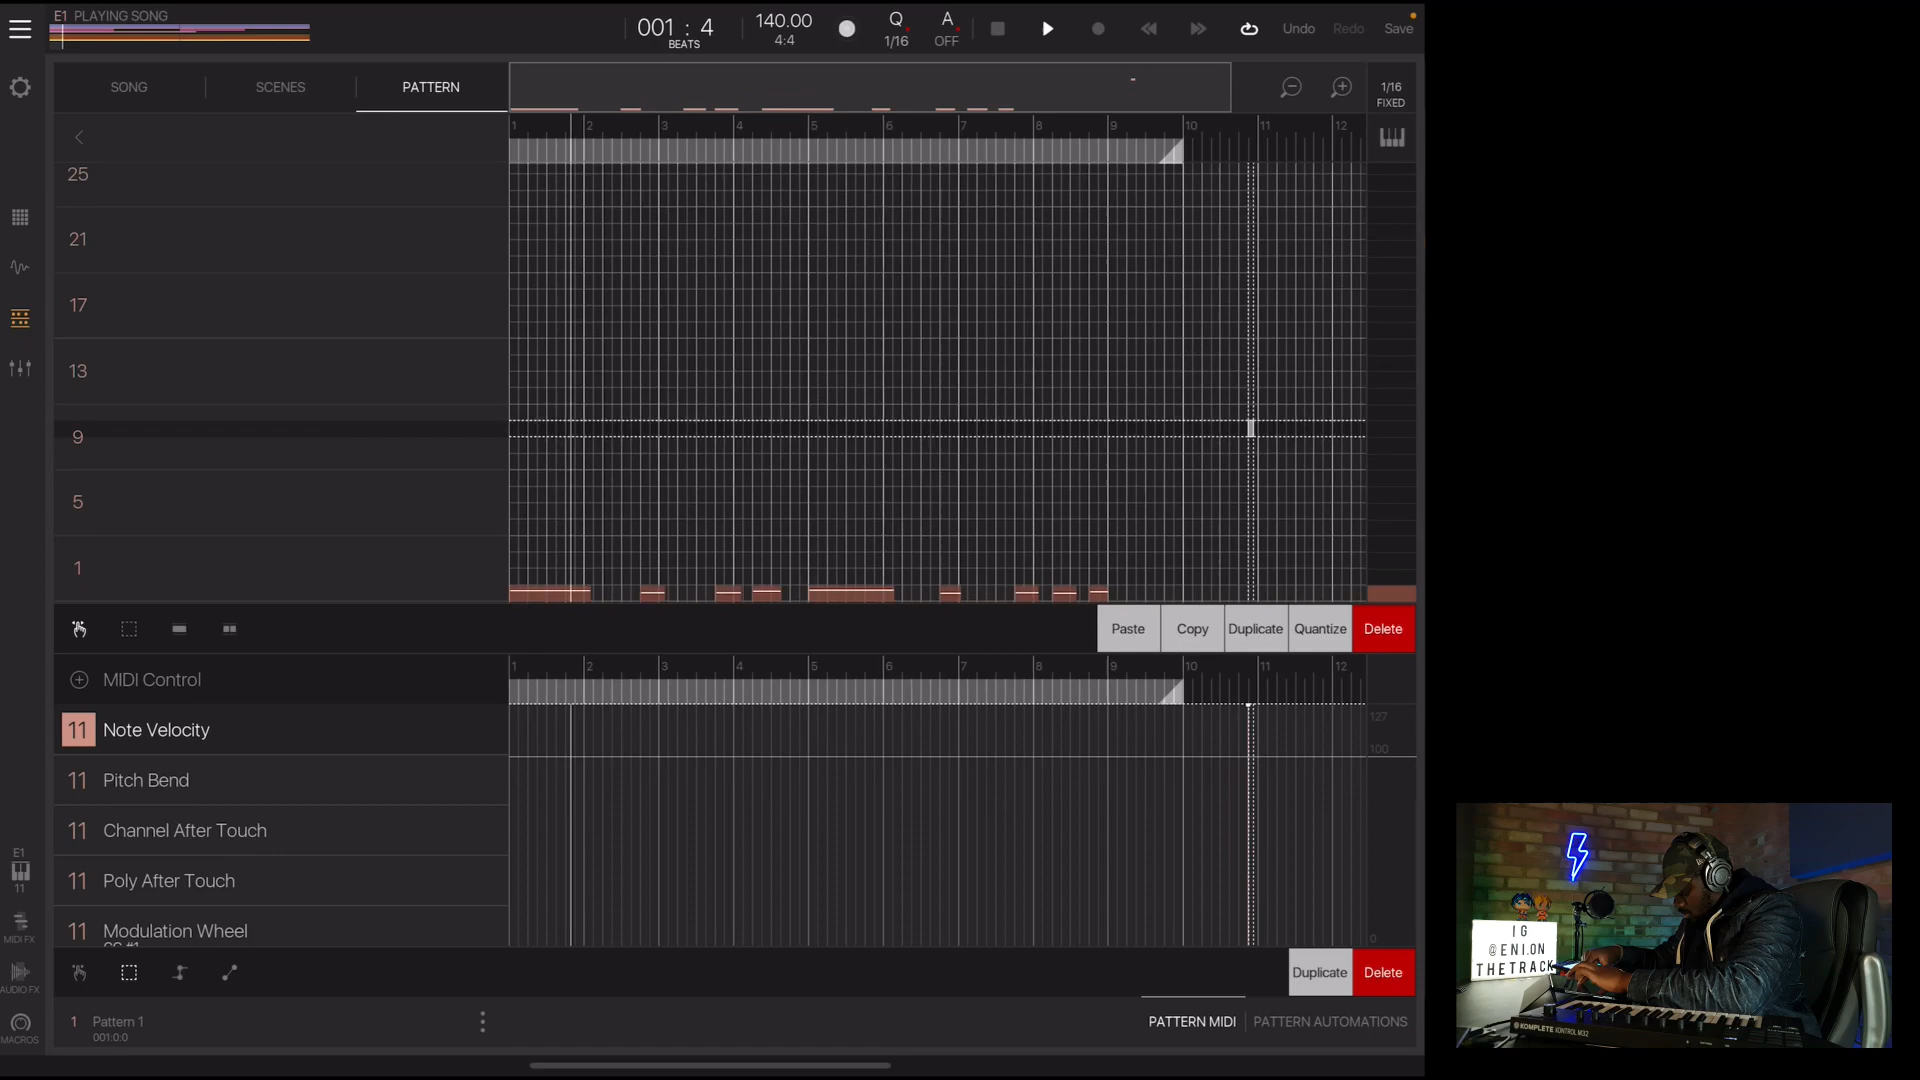 E1 PLAYING SONG
001 : 4
BEATS
140.00
4:4
Q
1/16
A
OFF
Undo
Redo
Save
SONG
SCENES
PATTERN
1/16
FIXED
1 2 3 4 5 6 7 8 9 10 11 12
25
21
17
13
9
5
1
Paste
Copy
Duplicate
Quantize
Delete
MIDI Control
1 2 3 4 5 6 7 8 9 10 11 12
11 Note Velocity
127
100
11 Pitch Bend
11 Channel After Touch
11 Poly After Touch
11 Modulation Wheel
CC #1
0
E1
11
MIDI FX
AUDIO FX
MACROS
Duplicate
Delete
1 Pattern 1
001:0:0
PATTERN MIDI
PATTERN AUTOMATIONS
IG
@ENI.ON
THETRACK
KOMPLETE KONTROL M32